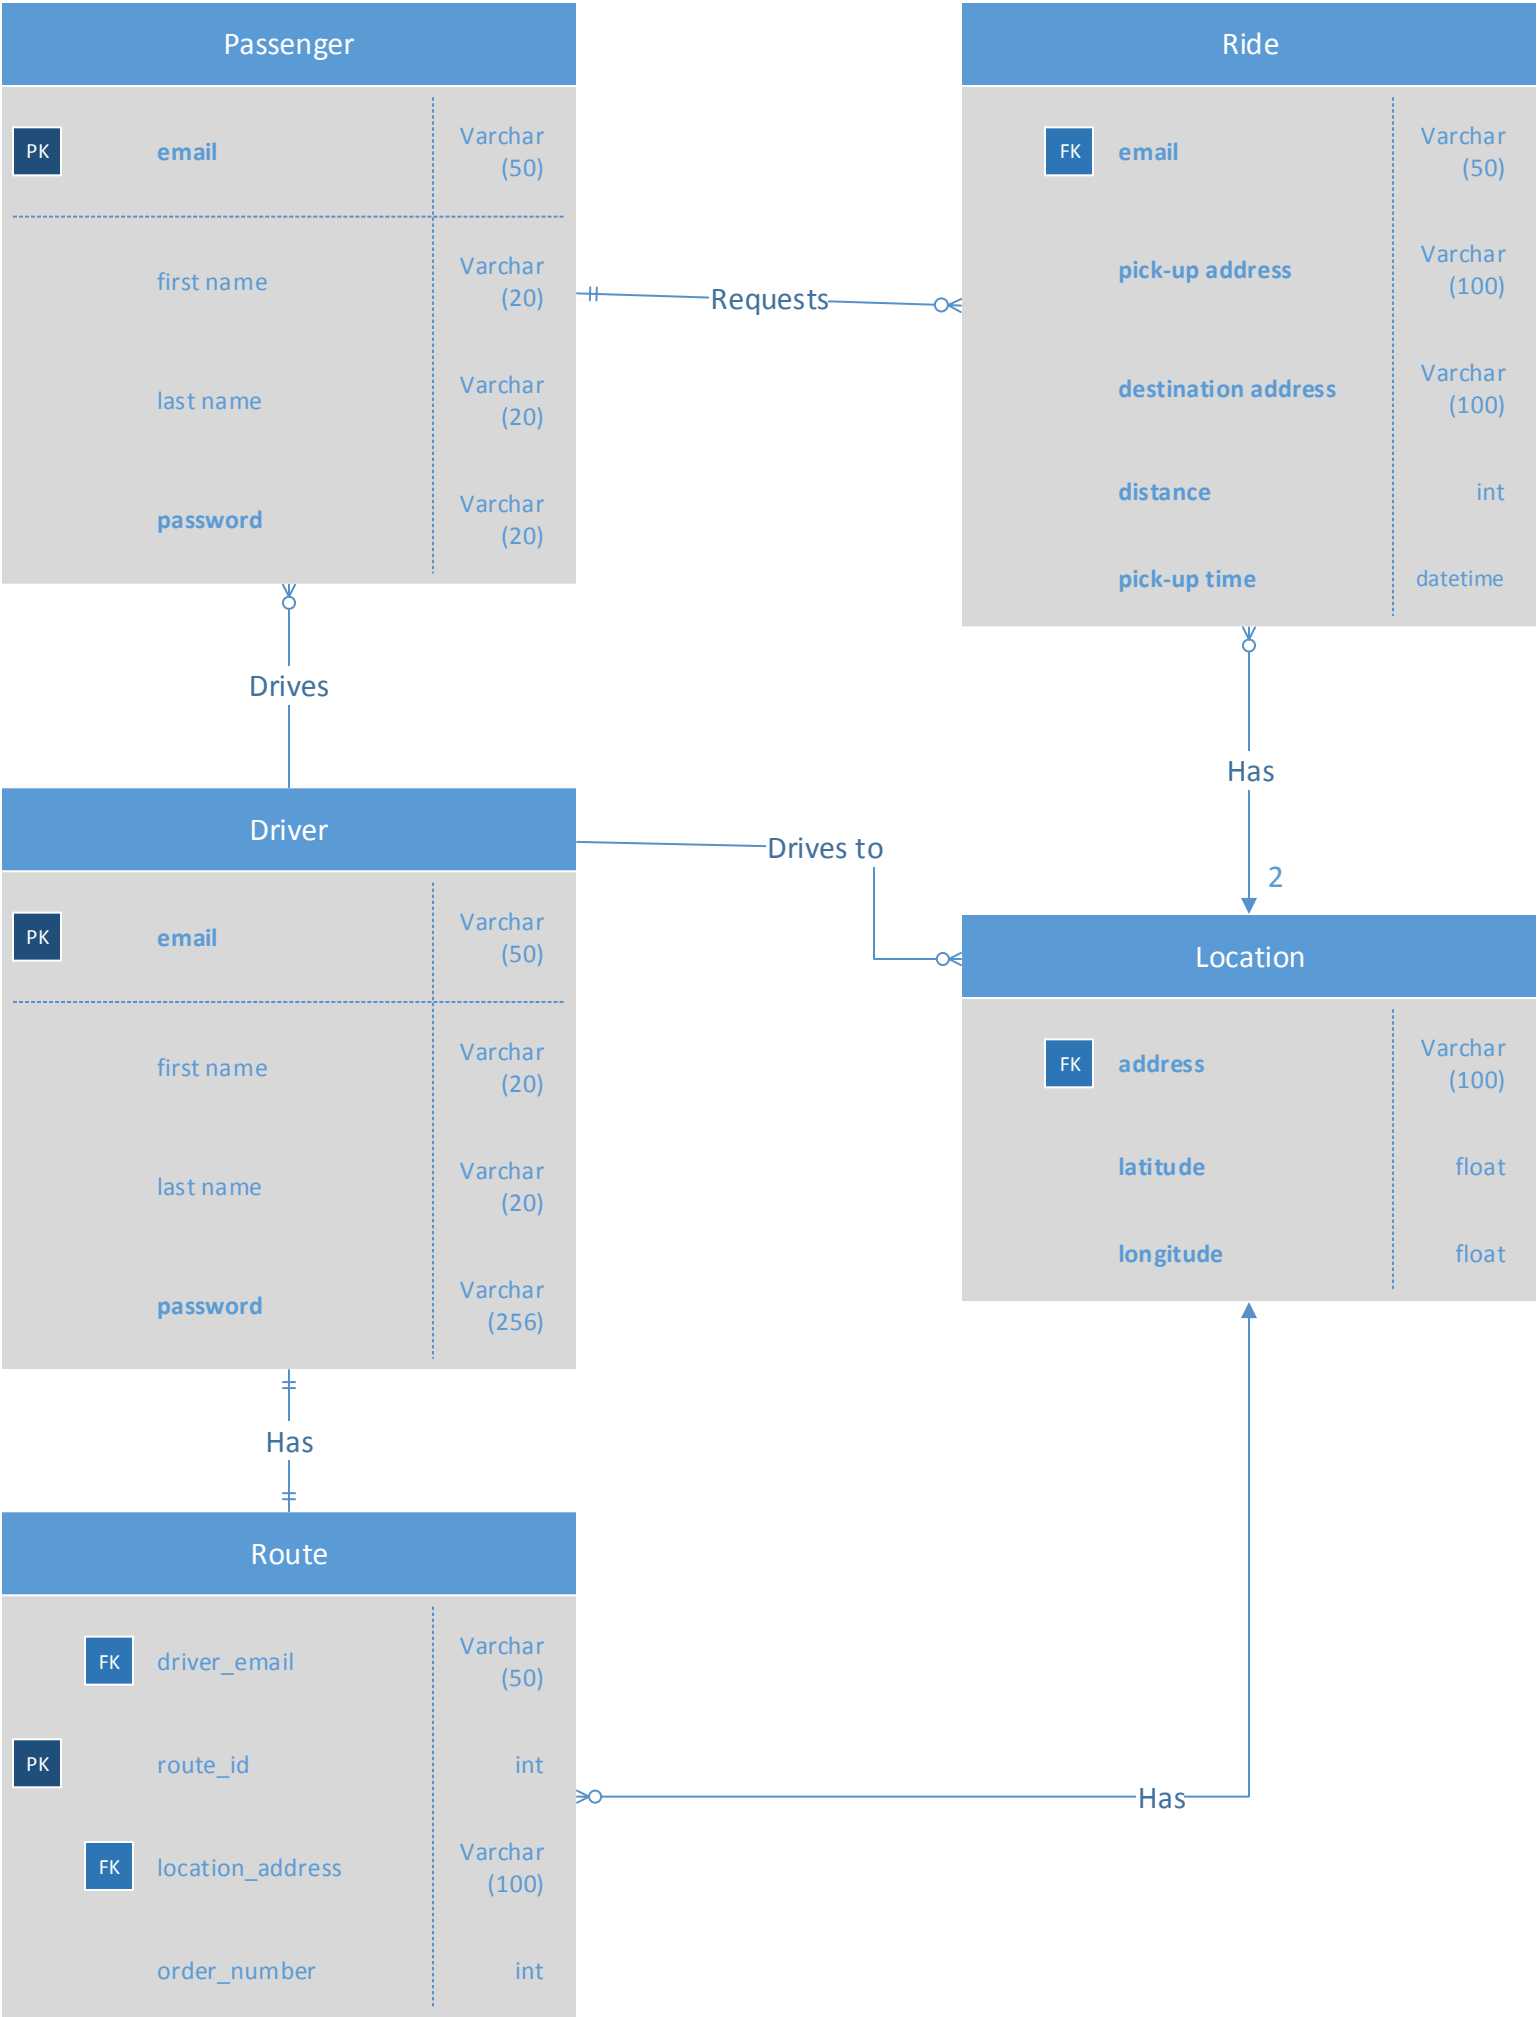 Passenger
PK
email
Varchar
(50)
first name
Varchar
(20)
last name
Varchar
(20)
password
Varchar
(20)
Requests
Ride
FK
email
Varchar
(50)
pick-up address
Varchar
(100)
destination address
Varchar
(100)
distance
int
pick-up time
datetime
Drives
Has
2
Driver
PK
email
Varchar
(50)
first name
Varchar
(20)
last name
Varchar
(20)
password
Varchar
(256)
Drives to
Location
FK
address
Varchar
(100)
latitude
float
longitude
float
Has
Route
FK
driver_email
Varchar
(50)
PK
route_id
int
FK
location_address
Varchar
(100)
order_number
int
Has